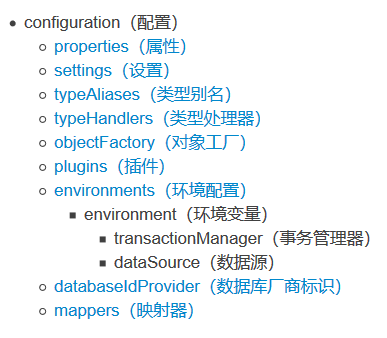 configuration（配置）
properties（属性）
settings（设置）
typeAliases（类型别名）
typeHandlers（类型处理器）
objectFactory（对象工厂）
plugins（插件）
environments（环境配置）
environment（环境变量）
transactionManager（事务管理器）
dataSource（数据源）
databaseIdProvider（数据库厂商标识）
mappers（映射器）